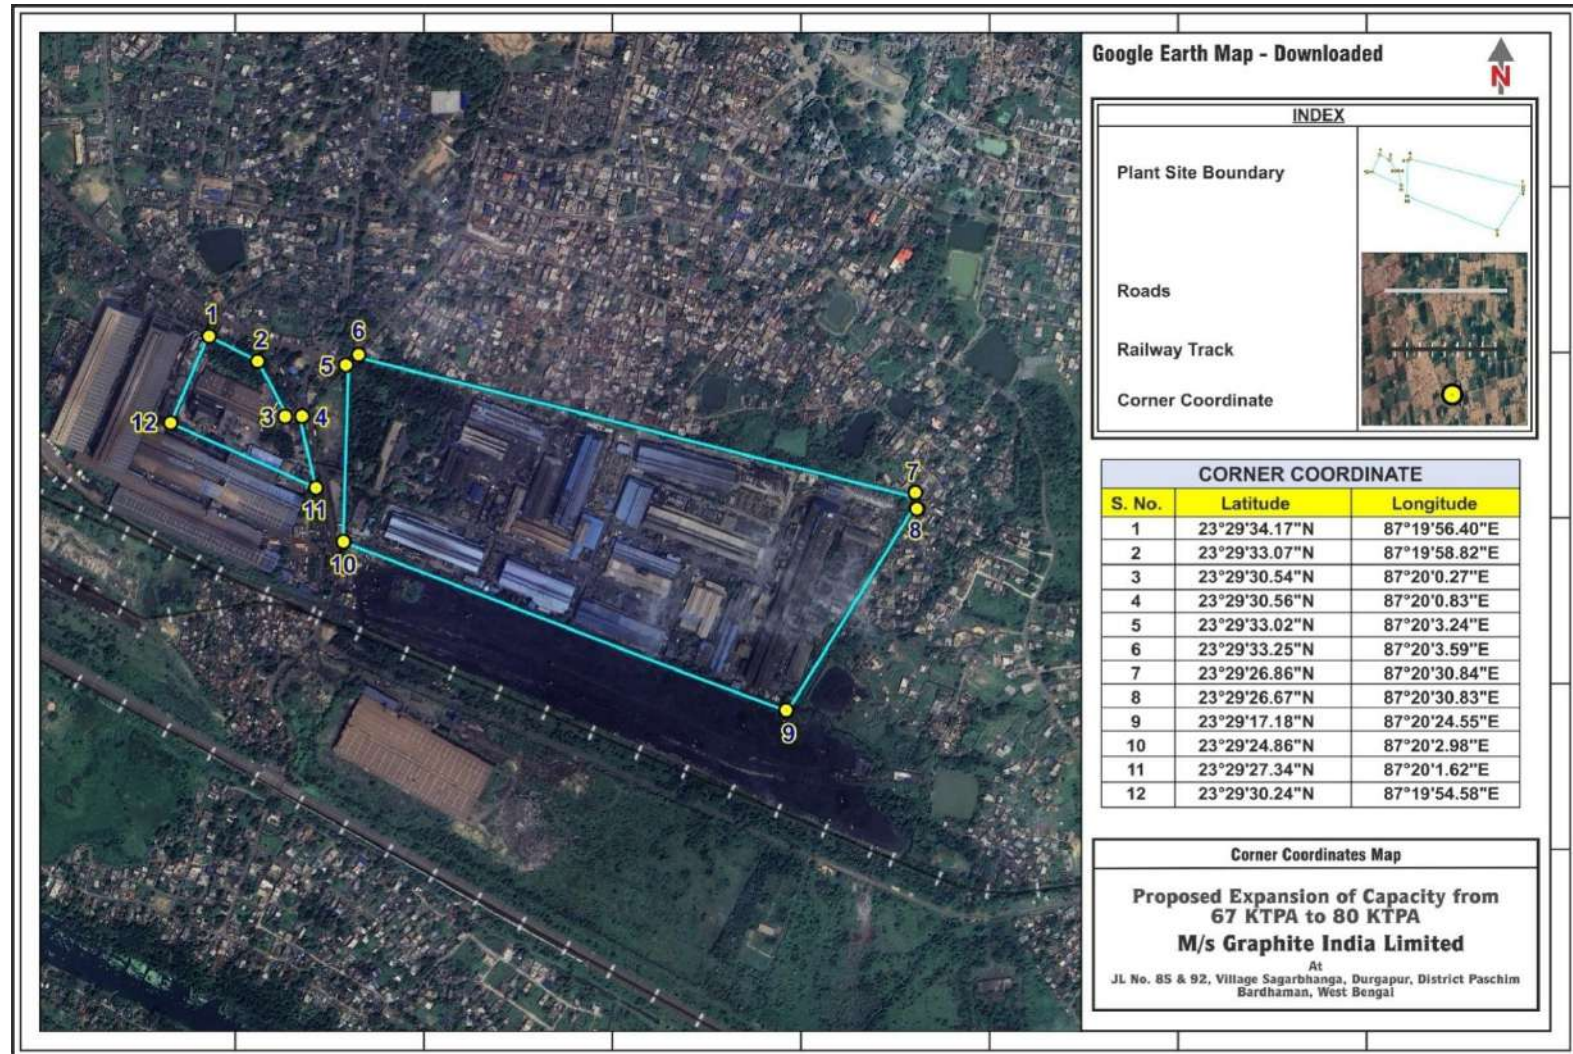 Google Earth Map - Downloaded
N
INDEX
Plant Site Boundary
Roads
Railway Track
Corner Coordinate
1
2
3
4
5
6
7
8
9
10
11
12
CORNER COORDINATE
S. No. Latitude Longitude
1 23°29'34.17"N 87°19'56.40"E
2 23°29'33.07"N 87°19'58.82"E
3 23°29'30.54"N 87°20'0.27"E
4 23°29'30.56"N 87°20'0.83"E
5 23°29'33.02"N 87°20'3.24"E
6 23°29'33.25"N 87°20'3.59"E
7 23°29'26.86"N 87°20'30.84"E
8 23°29'26.67"N 87°20'30.83"E
9 23°29'17.18"N 87°20'24.55"E
10 23°29'24.86"N 87°20'2.98"E
11 23°29'27.34"N 87°20'1.62"E
12 23°29'30.24"N 87°19'54.58"E
Corner Coordinates Map
Proposed Expansion of Capacity from
67 KTPA to 80 KTPA
M/s Graphite India Limited
At
JL No. 85 & 92, Village Sagarbhanga, Durgapur, District Paschim
Bardhaman, West Bengal